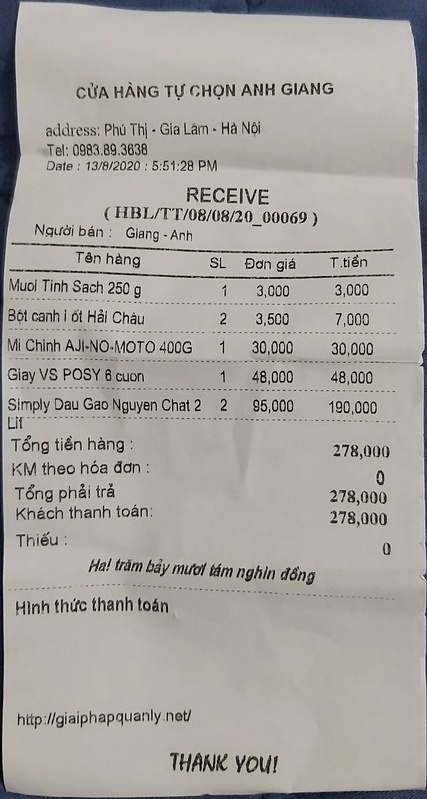 CỬA HÀNG TỰ CHỌN ANH GIANG
address: Phú Thị - Gia Lâm - Hà Nội
Tel: 0983.89.3638
Date : 13/8/2020 : 5:51:28 PM
RECEIVE
( HBL/TT/08/08/20_00069 )
Người bán : Giang - Anh
Tên hàng SL Đơn giá T.tiền
Muoi Tinh Sach 250 g 1 3,000 3,000
Bột canh i ốt Hải Châu 2 3,500 7,000
Mi Chinh AJI-NO-MOTO 400G 1 30,000 30,000
Giay VS POSY 6 cuon 1 48,000 48,000
Simply Dau Gao Nguyen Chat 2 2 95,000 190,000
Lit
Tổng tiền hàng : 278,000
KM theo hóa đơn : 0
Tổng phải trả 278,000
Khách thanh toán: 278,000
Thiếu : 0
Hai trăm bảy mươi tám nghìn đồng
Hình thức thanh toán
http://giaiphapquanly.net/
THANK YOU!